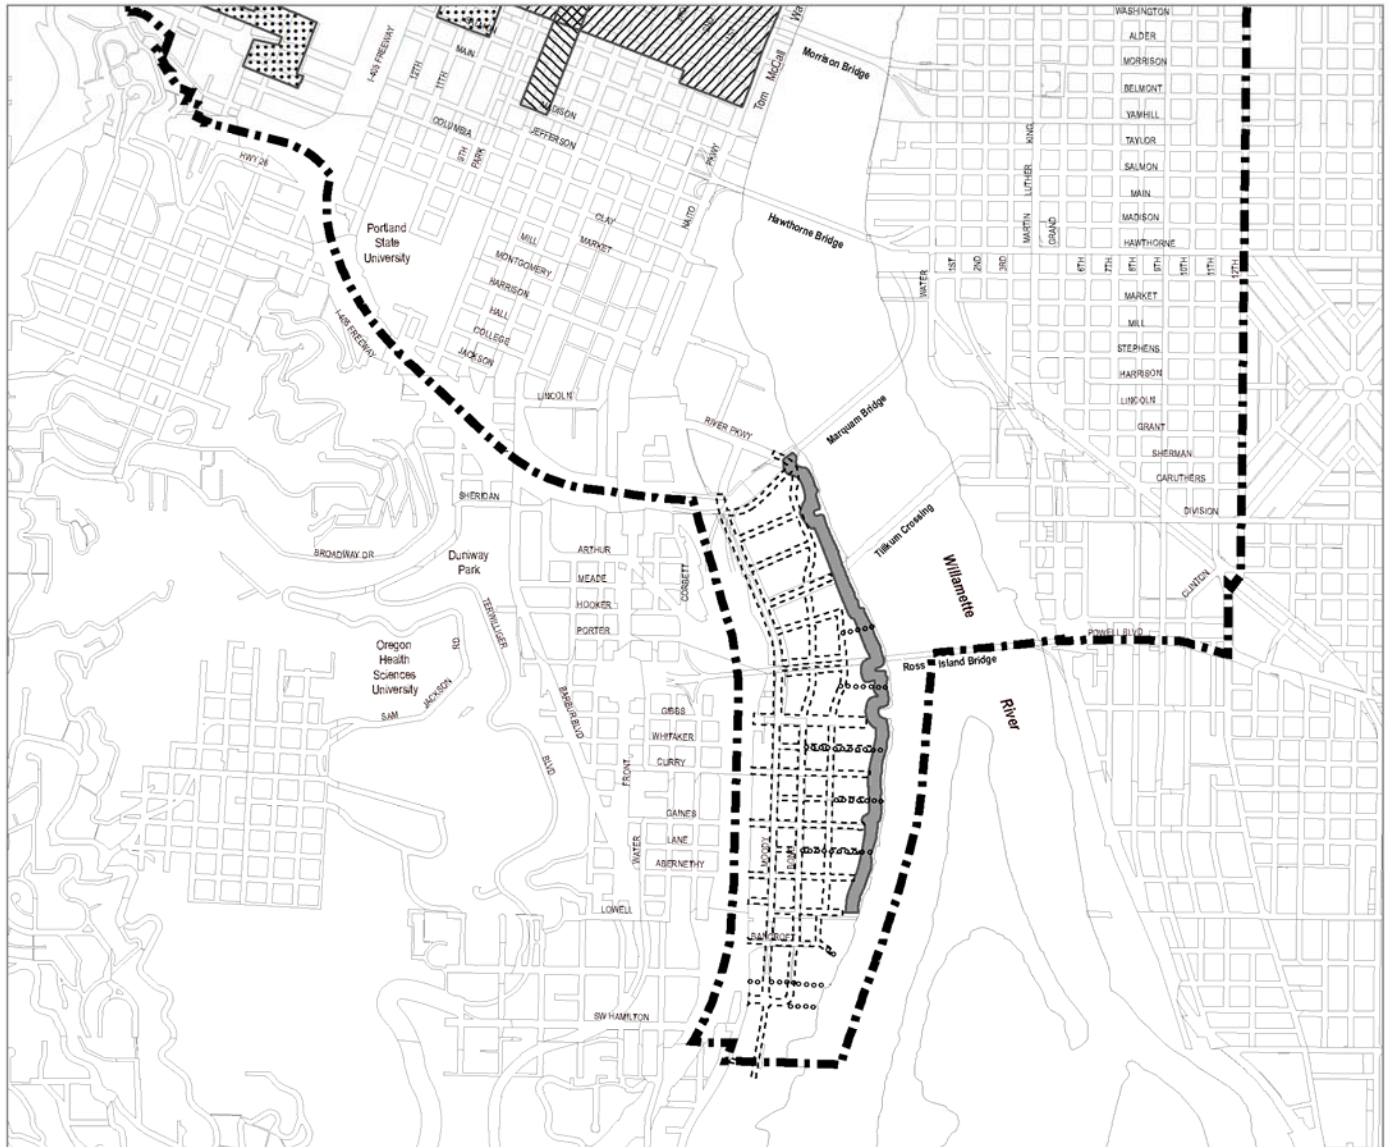 WASHINGTON
ALDER
MORRISON
BELMONT
YAMHILL
TAYLOR
SALMON
MAIN
MADISON
HAWTHORNE
I-405 FREEWAY
12TH
11TH
MAIN
COLUMBIA
JEFFERSON
9TH
PARK
Tom McCall
Morrison Bridge
PKWY
NAITO
Hawthorne Bridge
KING
LUTHER
MARTIN
GRAND
HWY 26
Portland
State
University
CLAY
MARKET
MILL
MONTGOMERY
HARRISON
HALL
COLLEGE
JACKSON
I-405 FREEWAY
WATER
1ST
2ND
3RD
6TH
7TH
8TH
9TH
10TH
11TH
12TH
MARKET
MILL
STEPHENS
HARRISON
LINCOLN
GRANT
SHERMAN
CARUTHERS
DIVISION
CLINTON
POWELL BLVD
LINCOLN
RIVER PKWY
Marquam Bridge
Tilikum Crossing
Willamette
River
Ross Island Bridge
SHERIDAN
BROADWAY DR
Duniway
Park
ARTHUR
MEADE
HOOKER
PORTER
CORBETT
TERWILLIGER
BLVD
BARBUR BLVD
Oregon
Health
Sciences
University
SAM
JACKSON
RD
GIBBS
WHITAKER
CURRY
FRONT
GAINES
LANE
ABERNETHY
WATER
LOWELL
MOODY
BOND
BANCROFT
SW HAMILTON